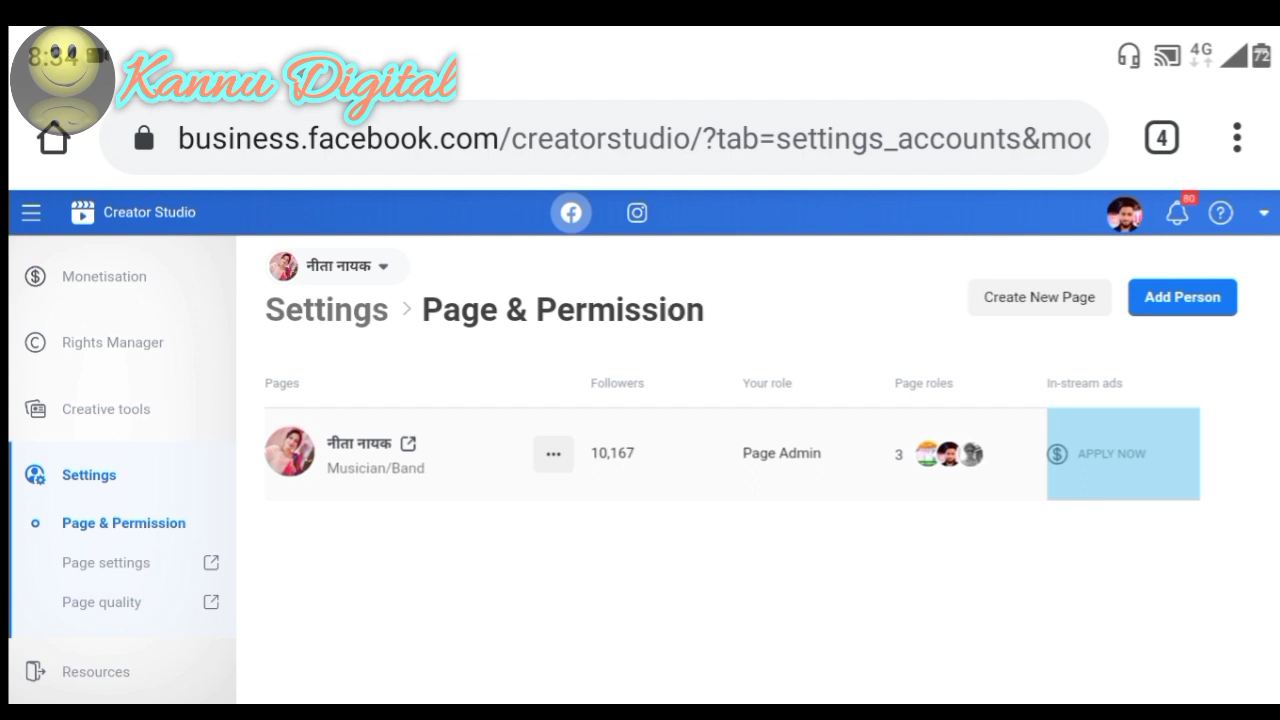 8:34
Kannu Digital
4G
72
business.facebook.com/creatorstudio/?tab=settings_accounts&mod
4
Creator Studio
80
नीता नायक
Settings > Page & Permission
Create New Page
Add Person
Monetisation
Rights Manager
Creative tools
Settings
Page & Permission
Page settings
Page quality
Resources
Pages
Followers
Your role
Page roles
In-stream ads
नीता नायक
Musician/Band
10,167
Page Admin
3
APPLY NOW